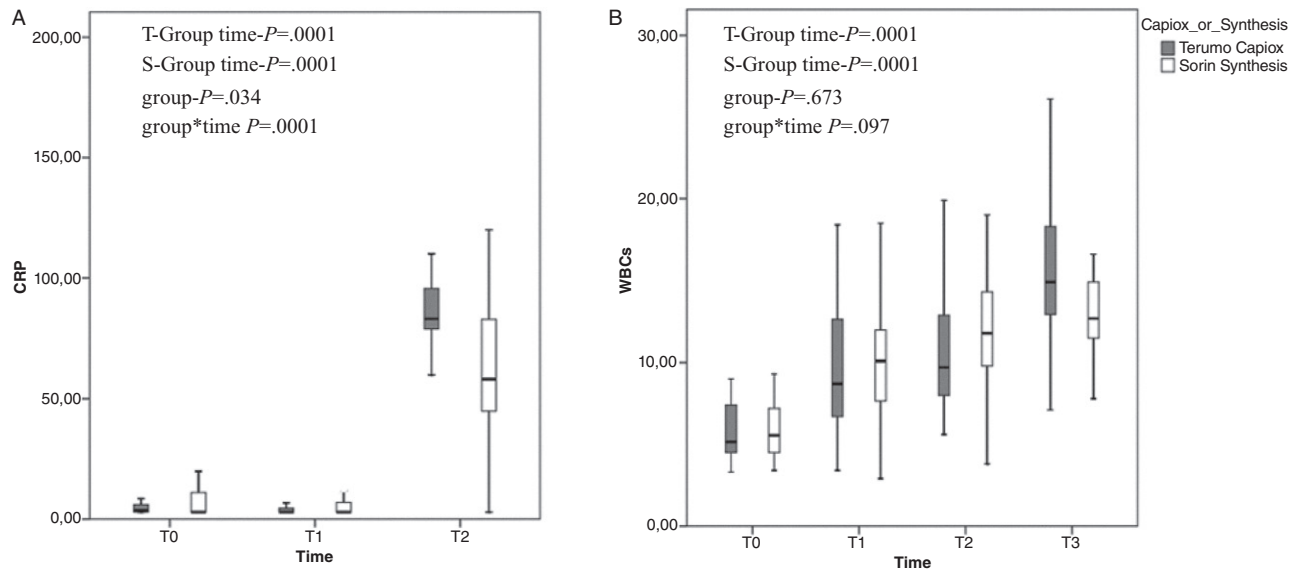 A
T-Group time-P=.0001
S-Group time-P=.0001
group-P=.034
group*time P=.0001
200,00
150,00
100,00
50,00
0,00
CRP
T0 T1 T2
Time
B
T-Group time-P=.0001
S-Group time-P=.0001
group-P=.673
group*time P=.097
30,00
20,00
10,00
0,00
WBCs
T0 T1 T2 T3
Time
Capiox_or_Synthesis
Terumo Capiox
Sorin Synthesis